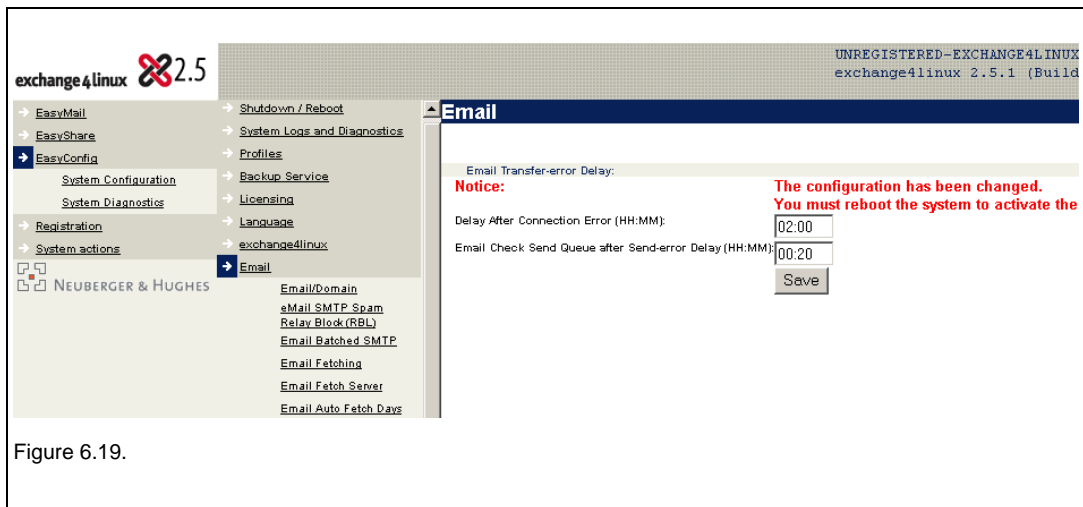 exchange4linux 2.5
UNREGISTERED-EXCHANGE4LINUX
exchange4linux 2.5.1 (Build
EasyMail
EasyShare
EasyConfig
System Configuration
System Diagnostics
Registration
System actions
NEUBERGER & HUGHES
Shutdown / Reboot
System Logs and Diagnostics
Profiles
Backup Service
Licensing
Language
exchange4linux
Email
Email/Domain
eMail SMTP Spam
Relay Block (RBL)
Email Batched SMTP
Email Fetching
Email Fetch Server
Email Auto Fetch Days
Email
Email Transfer-error Delay:
Notice:
The configuration has been changed.
You must reboot the system to activate the
Delay After Connection Error (HH:MM):
02:00
Email Check Send Queue after Send-error Delay (HH:MM):
00:20
Save
Figure 6.19.